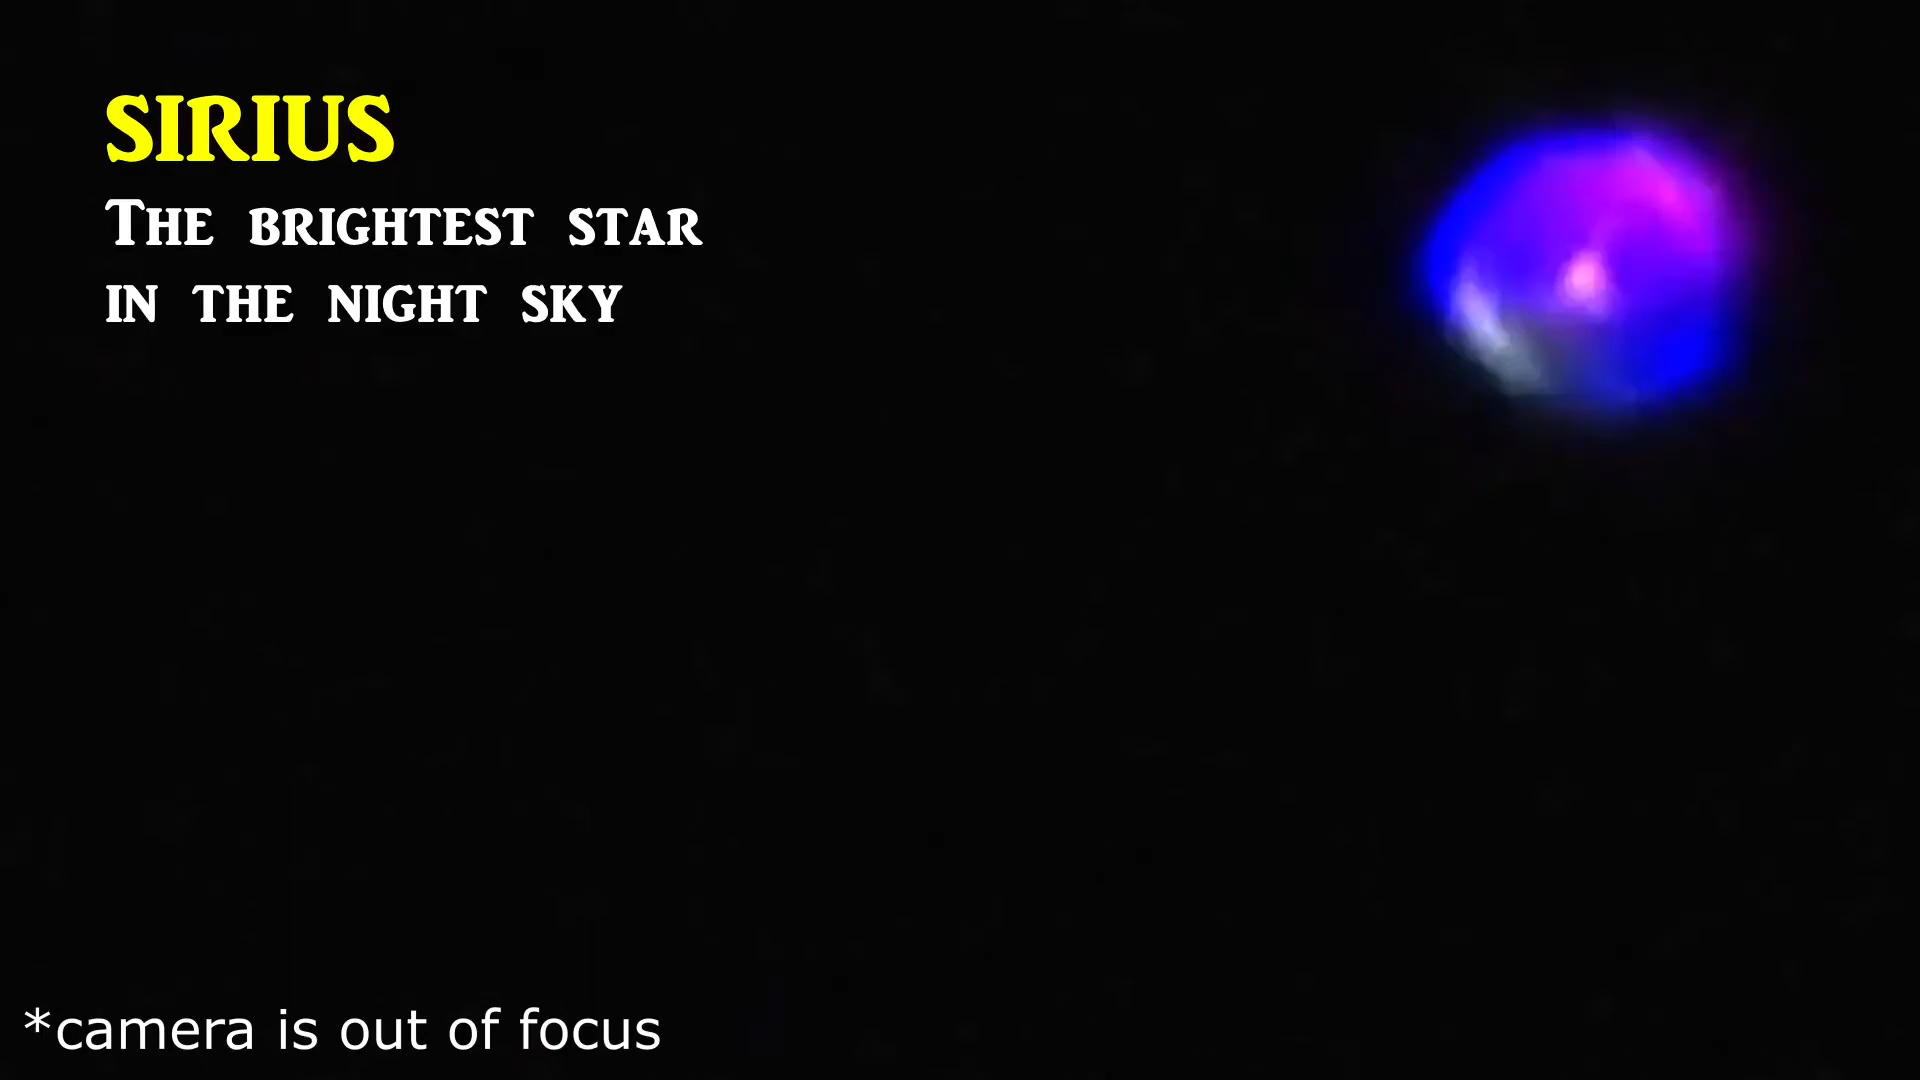 SIRIUS
The brightest star
in the night sky
*camera is out of focus